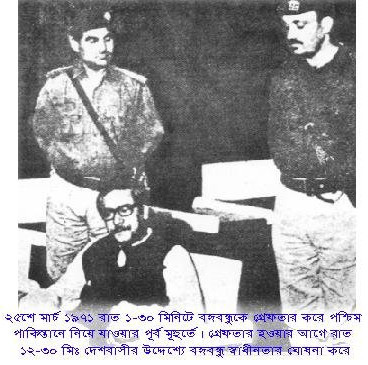 ২৫শে মার্চ ১৯৭১ রাত ১-৩০ মিনিটে বঙ্গবন্ধুকে গ্রেফতার করে পশ্চিম
পাকিস্তানে নিয়ে যাওয়ার পূর্ব মূহুর্তে। গ্রেফতার হওয়ার আগে রাত
১২-৩০ মিঃ দেশবাসীর উদ্দেশ্যে বঙ্গবন্ধু স্বাধীনতার ঘোষনা করে